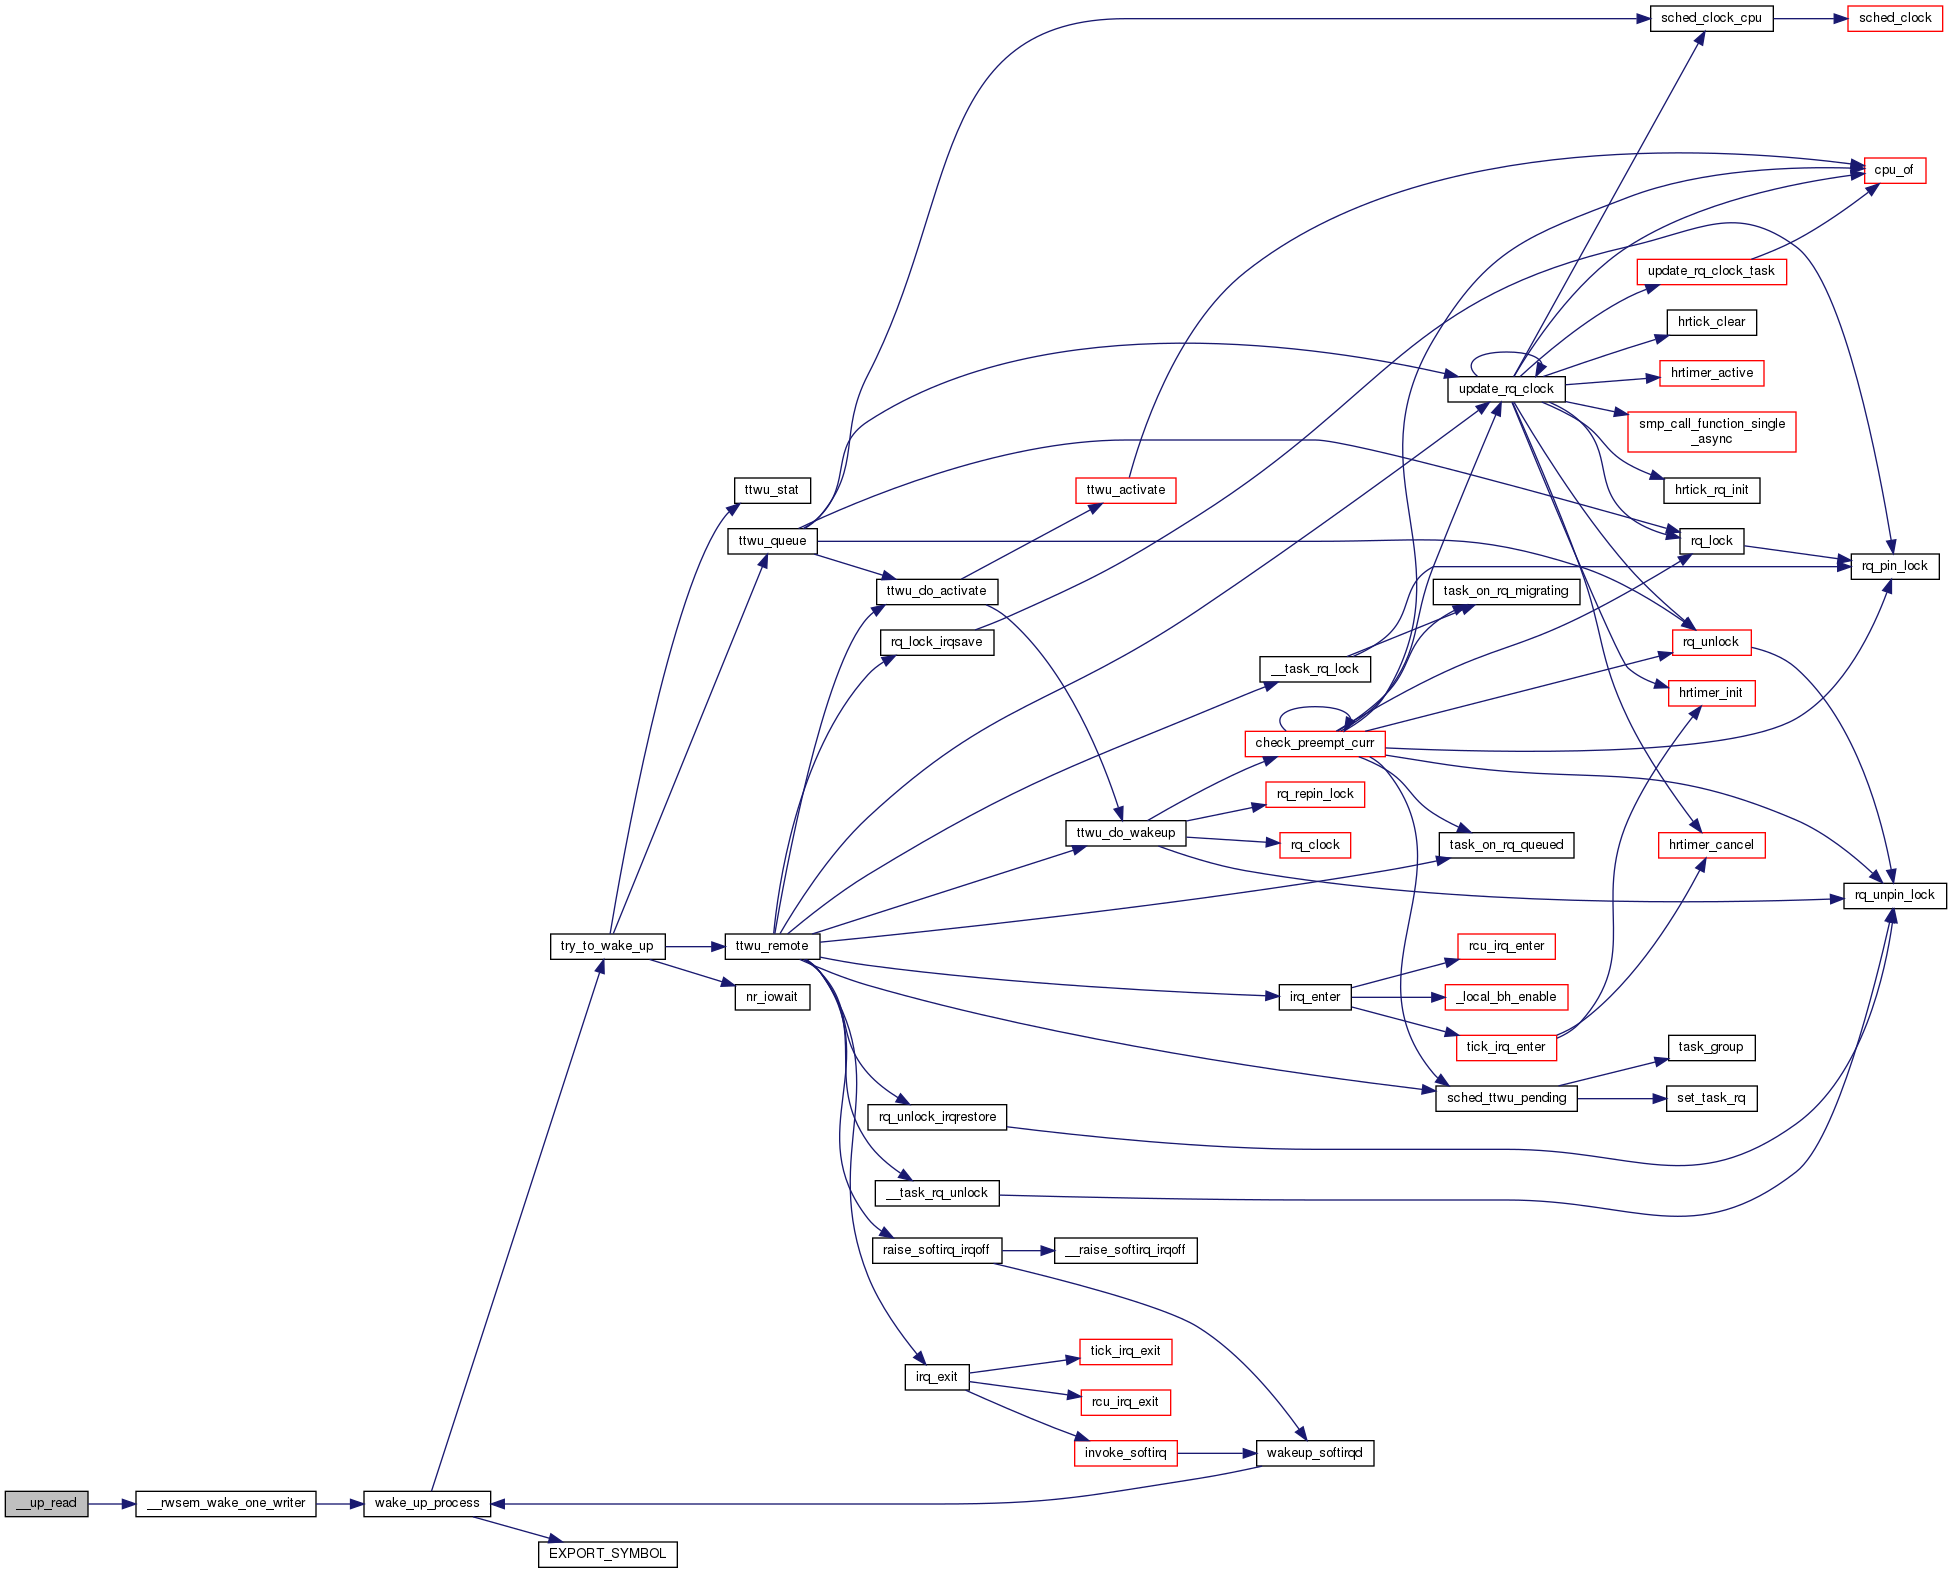 sched_clock_cpu
sched_clock
cpu_of
update_rq_clock_task
hrtick_clear
hrtimer_active
update_rq_clock
smp_call_function_single
_async
ttwu_stat
ttwu_activate
hrtick_rq_init
ttwu_queue
rq_lock
rq_pin_lock
ttwu_do_activate
task_on_rq_migrating
rq_lock_irqsave
rq_unlock
__task_rq_lock
hrtimer_init
check_preempt_curr
rq_repin_lock
ttwu_do_wakeup
rq_clock
task_on_rq_queued
hrtimer_cancel
rq_unpin_lock
try_to_wake_up
ttwu_remote
rcu_irq_enter
nr_iowait
irq_enter
_local_bh_enable
tick_irq_enter
task_group
sched_ttwu_pending
set_task_rq
rq_unlock_irqrestore
__task_rq_unlock
raise_softirq_irqoff
__raise_softirq_irqoff
tick_irq_exit
irq_exit
rcu_irq_exit
invoke_softirq
wakeup_softirqd
__up_read
__rwsem_wake_one_writer
wake_up_process
EXPORT_SYMBOL